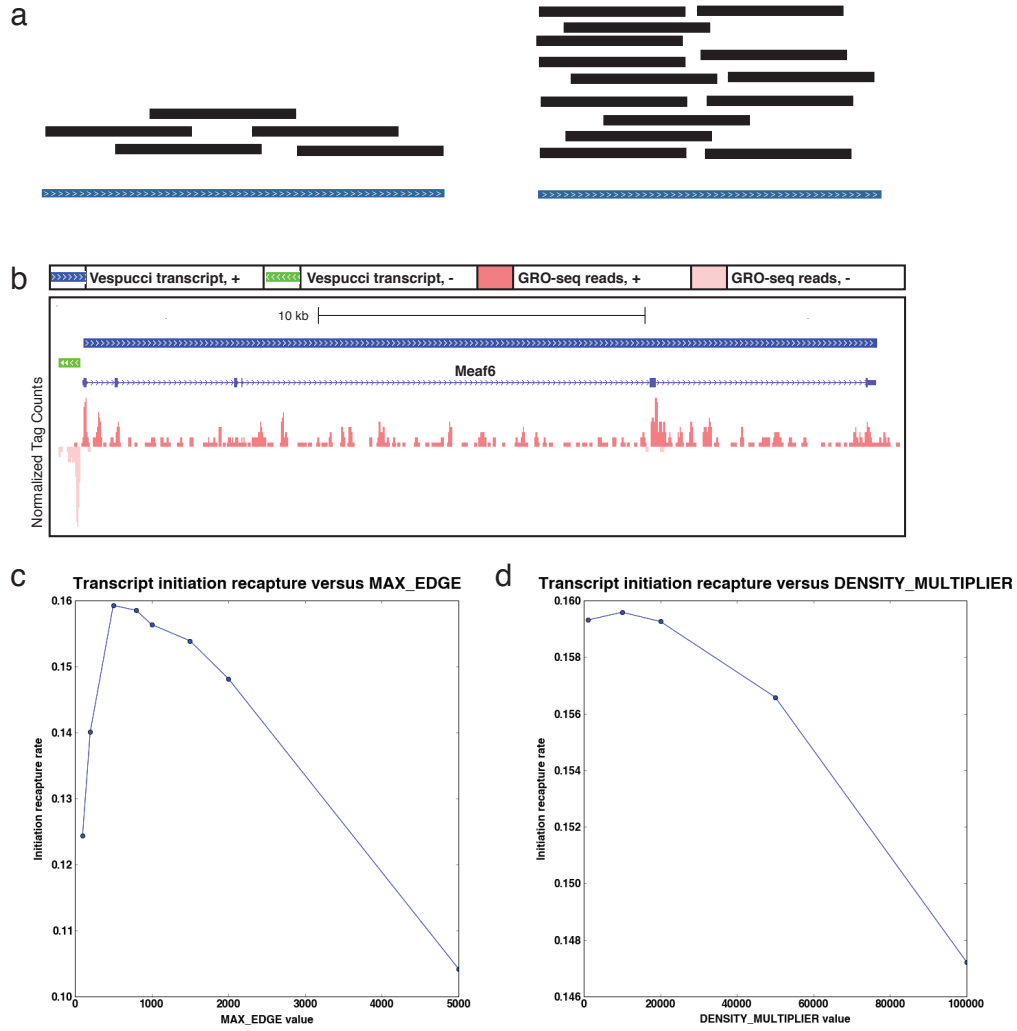 a
b
Vespucci transcript, +
Vespucci transcript, -
GRO-seq reads, +
GRO-seq reads, -
10 kb
Meaf6
Normalized Tag Counts
c
Transcript initiation recapture versus MAX_EDGE
0.16
0.15
0.14
0.13
0.12
0.11
0.10
Initiation recapture rate
0
1000
2000
3000
4000
5000
MAX_EDGE value
d
Transcript initiation recapture versus DENSITY_MULTIPLIER
0.160
0.158
0.156
0.154
0.152
0.150
0.148
0.146
Initiation recapture rate
0
20000
40000
60000
80000
100000
DENSITY_MULTIPLIER value